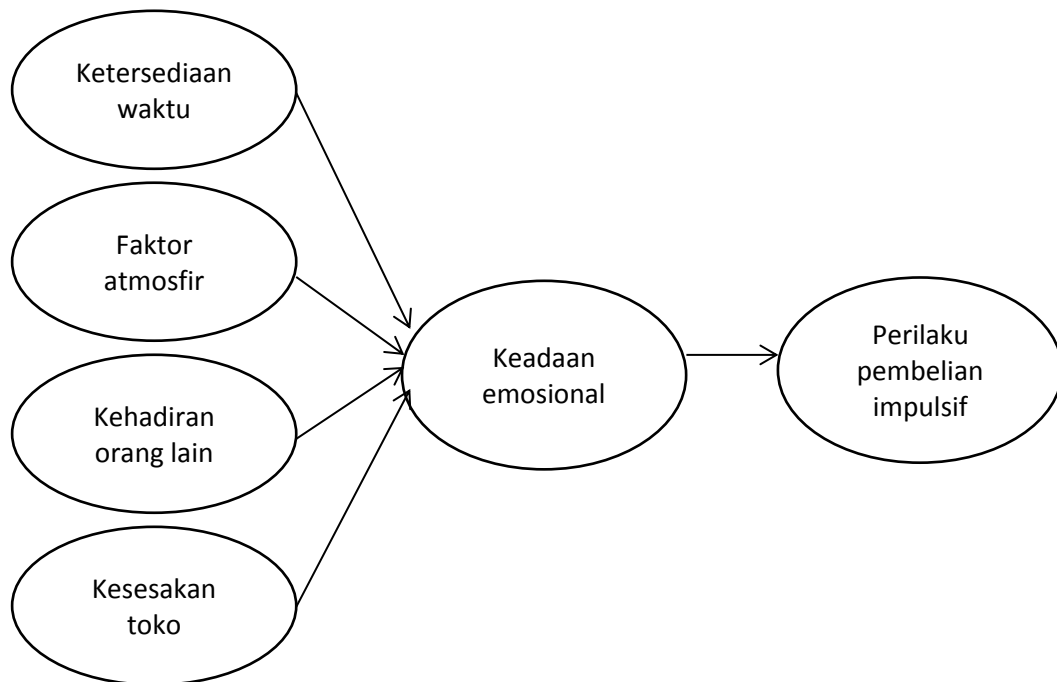 Ketersediaan
waktu
Faktor
atmosfir
Kehadiran
orang lain
Kesesakan
toko
Keadaan
emosional
Perilaku
pembelian
impulsif